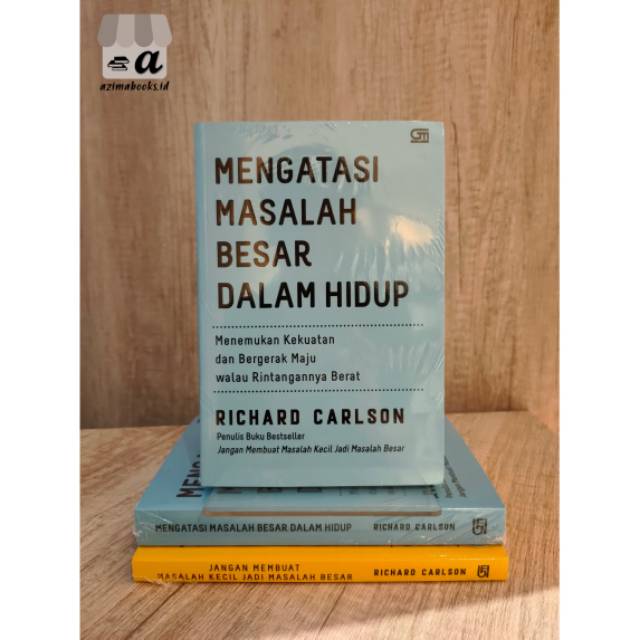 a
azimabooks.id
GM
MENGATASI
MASALAH
BESAR
DALAM HIDUP
Menemukan Kekuatan
dan Bergerak Maju
walau Rintangannya Berat
RICHARD CARLSON
Penulis Buku Bestseller
Jangan Membuat Masalah Kecil Jadi Masalah Besar
MENGATASI MASALAH BESAR DALAM HIDUP RICHARD CARLSON
JANGAN MEMBUAT
MASALAH KECIL JADI MASALAH BESAR RICHARD CARLSON